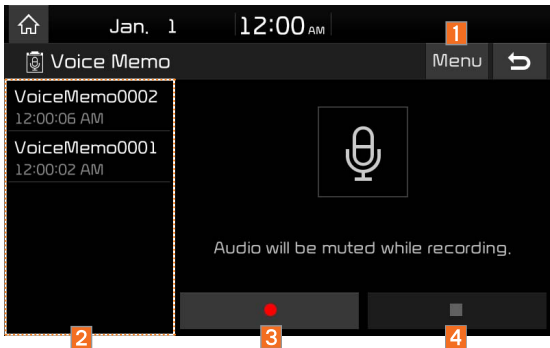 Jan. 1 12:00 AM
1
Voice Memo Menu
VoiceMemo0002
12:00:06 AM
VoiceMemo0001
12:00:02 AM
Audio will be muted while recording.
2 3 4